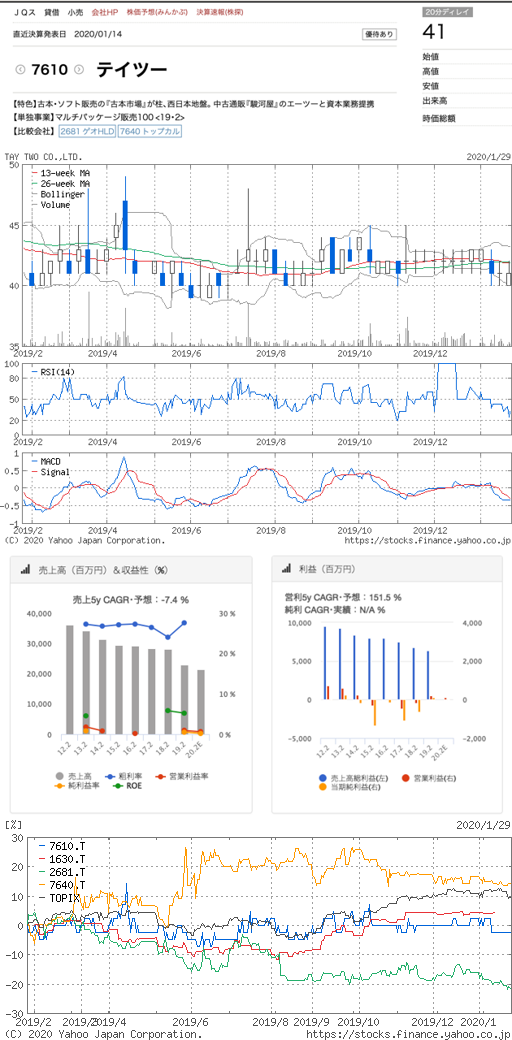 JQス 貸借 小売 会社HP 株価予想(みんかぶ) 決算速報(株探)
20分ディレイ
直近決算発表日 2020/01/14
優待あり
41
7610
テイツー
始値
高値
安値
出来高
時価総額
【特色】古本・ソフト販売の『古本市場』が柱、西日本地盤。中古通販『駿河屋』のエーツーと資本業務提携
【単独事業】マルチパッケージ販売100 <19・2>
【比較会社】 2681 ゲオHLD 7640 トップカル
TAY TWO CO.,LTD.
2020/1/29
50
13-week MA
26-week MA
Bollinger
Volume
45
40
35
2019/2 2019/4 2019/6 2019/8 2019/10 2019/12
100
RSI(14)
80
50
20
0
2019/2 2019/4 2019/6 2019/8 2019/10 2019/12
1
MACD
0.5
Signal
0
-0.5
-1
2019/2 2019/4 2019/6 2019/8 2019/10 2019/12
(C) 2020 Yahoo Japan Corporation.
https://stocks.finance.yahoo.co.jp/
売上高（百万円）＆収益性（%）
売上5y CAGR・予想：-7.4 %
40,000
30,000
20,000
10,000
0
30 %
20 %
10 %
0 %
12.2 13.2 14.2 15.2 16.2 17.2 18.2 19.2 20.2E
売上高 粗利率 営業利益率
純利益率 ROE
利益（百万円）
営利5y CAGR・予想：151.5 %
純利 CAGR・実績：N/A %
10,000
5,000
0
-5,000
4,000
2,000
0
-2,000
12.2 13.2 14.2 15.2 16.2 17.2 18.2 19.2 20.2E
売上高総利益(左) 営業利益(右)
当期純利益(右)
[%]
2020/1/29
30
7610.T
1630.T
2681.T
7640.T
TOPIX
20
10
0
-10
-20
-30
2019/2 2019/4 2019/6 2019/8 2019/9 2019/10 2019/12 2020/1
(C) 2020 Yahoo Japan Corporation.
https://stocks.finance.yahoo.co.jp/